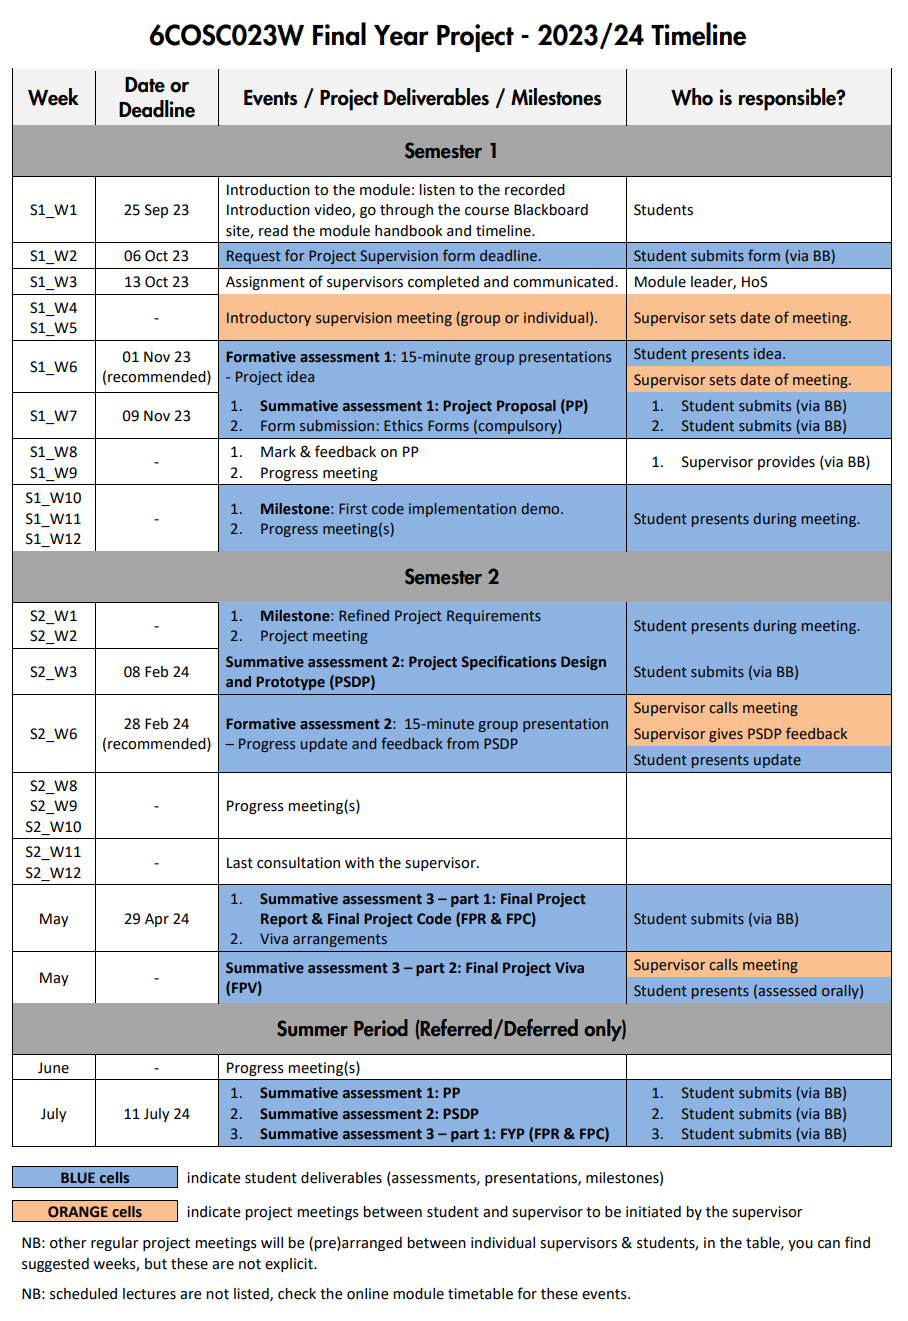 6COSC023W Final Year Project - 2023/24 Timeline
Week
Date or
Deadline
Events / Project Deliverables / Milestones
Who is responsible?
Semester 1
S1_W1
25 Sep 23
Introduction to the module: listen to the recorded
Introduction video, go through the course Blackboard
site, read the module handbook and timeline.
Students
S1_W2
06 Oct 23
Request for Project Supervision form deadline.
Student submits form (via BB)
S1_W3
13 Oct 23
Assignment of supervisors completed and communicated.
Module leader, HoS
S1_W4
S1_W5
-
Introductory supervision meeting (group or individual).
Supervisor sets date of meeting.
S1_W6
01 Nov 23
(recommended)
Formative assessment 1: 15-minute group presentations
- Project idea
Student presents idea.
Supervisor sets date of meeting.
S1_W7
09 Nov 23
1. Summative assessment 1: Project Proposal (PP)
2. Form submission: Ethics Forms (compulsory)
1. Student submits (via BB)
2. Student submits (via BB)
S1_W8
S1_W9
-
1. Mark & feedback on PP
2. Progress meeting
1. Supervisor provides (via BB)
S1_W10
S1_W11
S1_W12
-
1. Milestone: First code implementation demo.
2. Progress meeting(s)
Student presents during meeting.
Semester 2
S2_W1
S2_W2
-
1. Milestone: Refined Project Requirements
2. Project meeting
Student presents during meeting.
S2_W3
08 Feb 24
Summative assessment 2: Project Specifications Design
and Prototype (PSDP)
Student submits (via BB)
S2_W6
28 Feb 24
(recommended)
Formative assessment 2: 15-minute group presentation
– Progress update and feedback from PSDP
Supervisor calls meeting
Supervisor gives PSDP feedback
Student presents update
S2_W8
S2_W9
S2_W10
-
Progress meeting(s)
S2_W11
S2_W12
-
Last consultation with the supervisor.
May
29 Apr 24
1. Summative assessment 3 – part 1: Final Project
Report & Final Project Code (FPR & FPC)
2. Viva arrangements
Student submits (via BB)
May
-
Summative assessment 3 – part 2: Final Project Viva
(FPV)
Supervisor calls meeting
Student presents (assessed orally)
Summer Period (Referred/Deferred only)
June
-
Progress meeting(s)
July
11 July 24
1. Summative assessment 1: PP
2. Summative assessment 2: PSDP
3. Summative assessment 3 – part 1: FYP (FPR & FPC)
1. Student submits (via BB)
2. Student submits (via BB)
3. Student submits (via BB)
BLUE cells
indicate student deliverables (assessments, presentations, milestones)
ORANGE cells
indicate project meetings between student and supervisor to be initiated by the supervisor
NB: other regular project meetings will be (pre)arranged between individual supervisors & students, in the table, you can find
suggested weeks, but these are not explicit.
NB: scheduled lectures are not listed, check the online module timetable for these events.